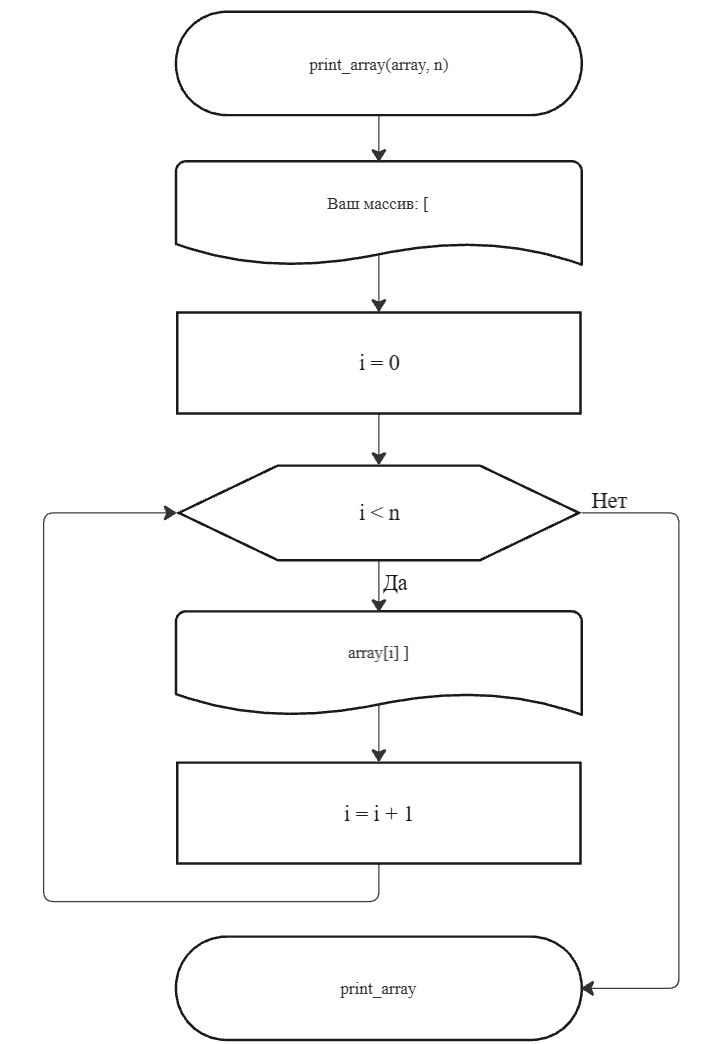 print_array(array, n)
Ваш массив: [
i = 0
i < n
Нет
Да
array[i] ]
i = i + 1
print_array